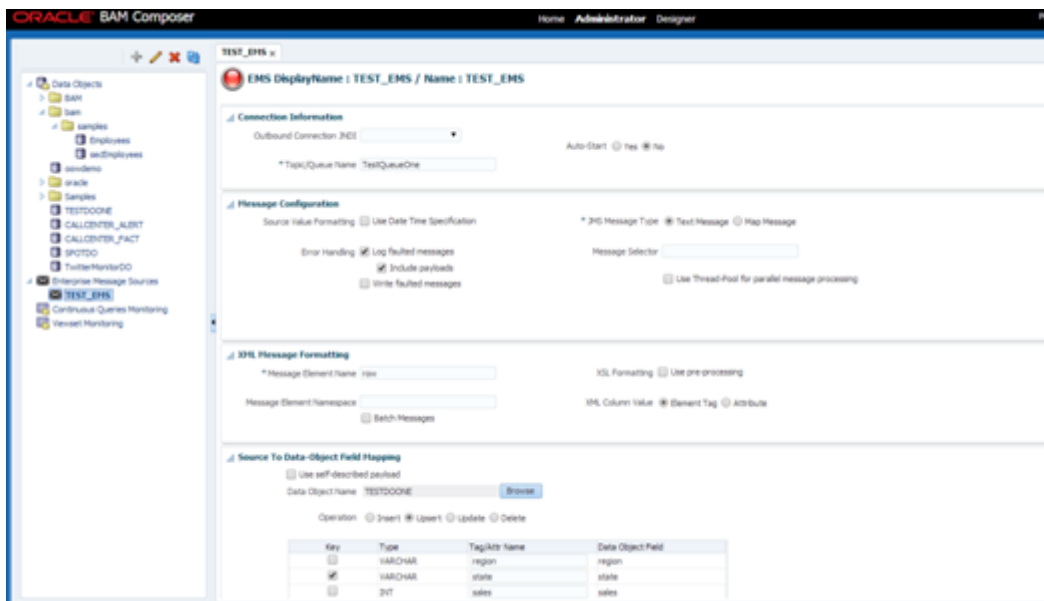 ORACLE BAM Composer
Home Administrator Designer
TEST_EMS x
EMS DisplayName : TEST_EMS / Name : TEST_EMS
Data Objects
BAM
bam
samples
Employees
secEmployees
oowdemo
oracle
Samples
TESTDOONE
CALLCENTER_ALERT
CALLCENTER_FACT
SPOTDO
TwitterMonitorDO
Enterprise Message Sources
TEST_EMS
Continuous Queries Monitoring
Viewset Monitoring
Connection Information
Outbound Connection JNDI
Auto-Start Yes No
* Topic/Queue Name TestQueueOne
Message Configuration
Source Value Formatting Use Date Time Specification
* JMS Message Type Text Message Map Message
Error Handling Log faulted messages
Message Selector
Include payloads
Use Thread-Pool for parallel message processing
Write faulted messages
XML Message Formatting
* Message Element Name row
XSL Formatting Use pre-processing
Message Element Namespace
XML Column Value Element Tag Attribute
Batch Messages
Source To Data-Object Field Mapping
Use self-described payload
Data Object Name TESTDOONE Browse
Operation Insert Upsert Update Delete
Key Type Tag/Attr Name Data Object Field
VARCHAR region region
VARCHAR state state
INT sales sales